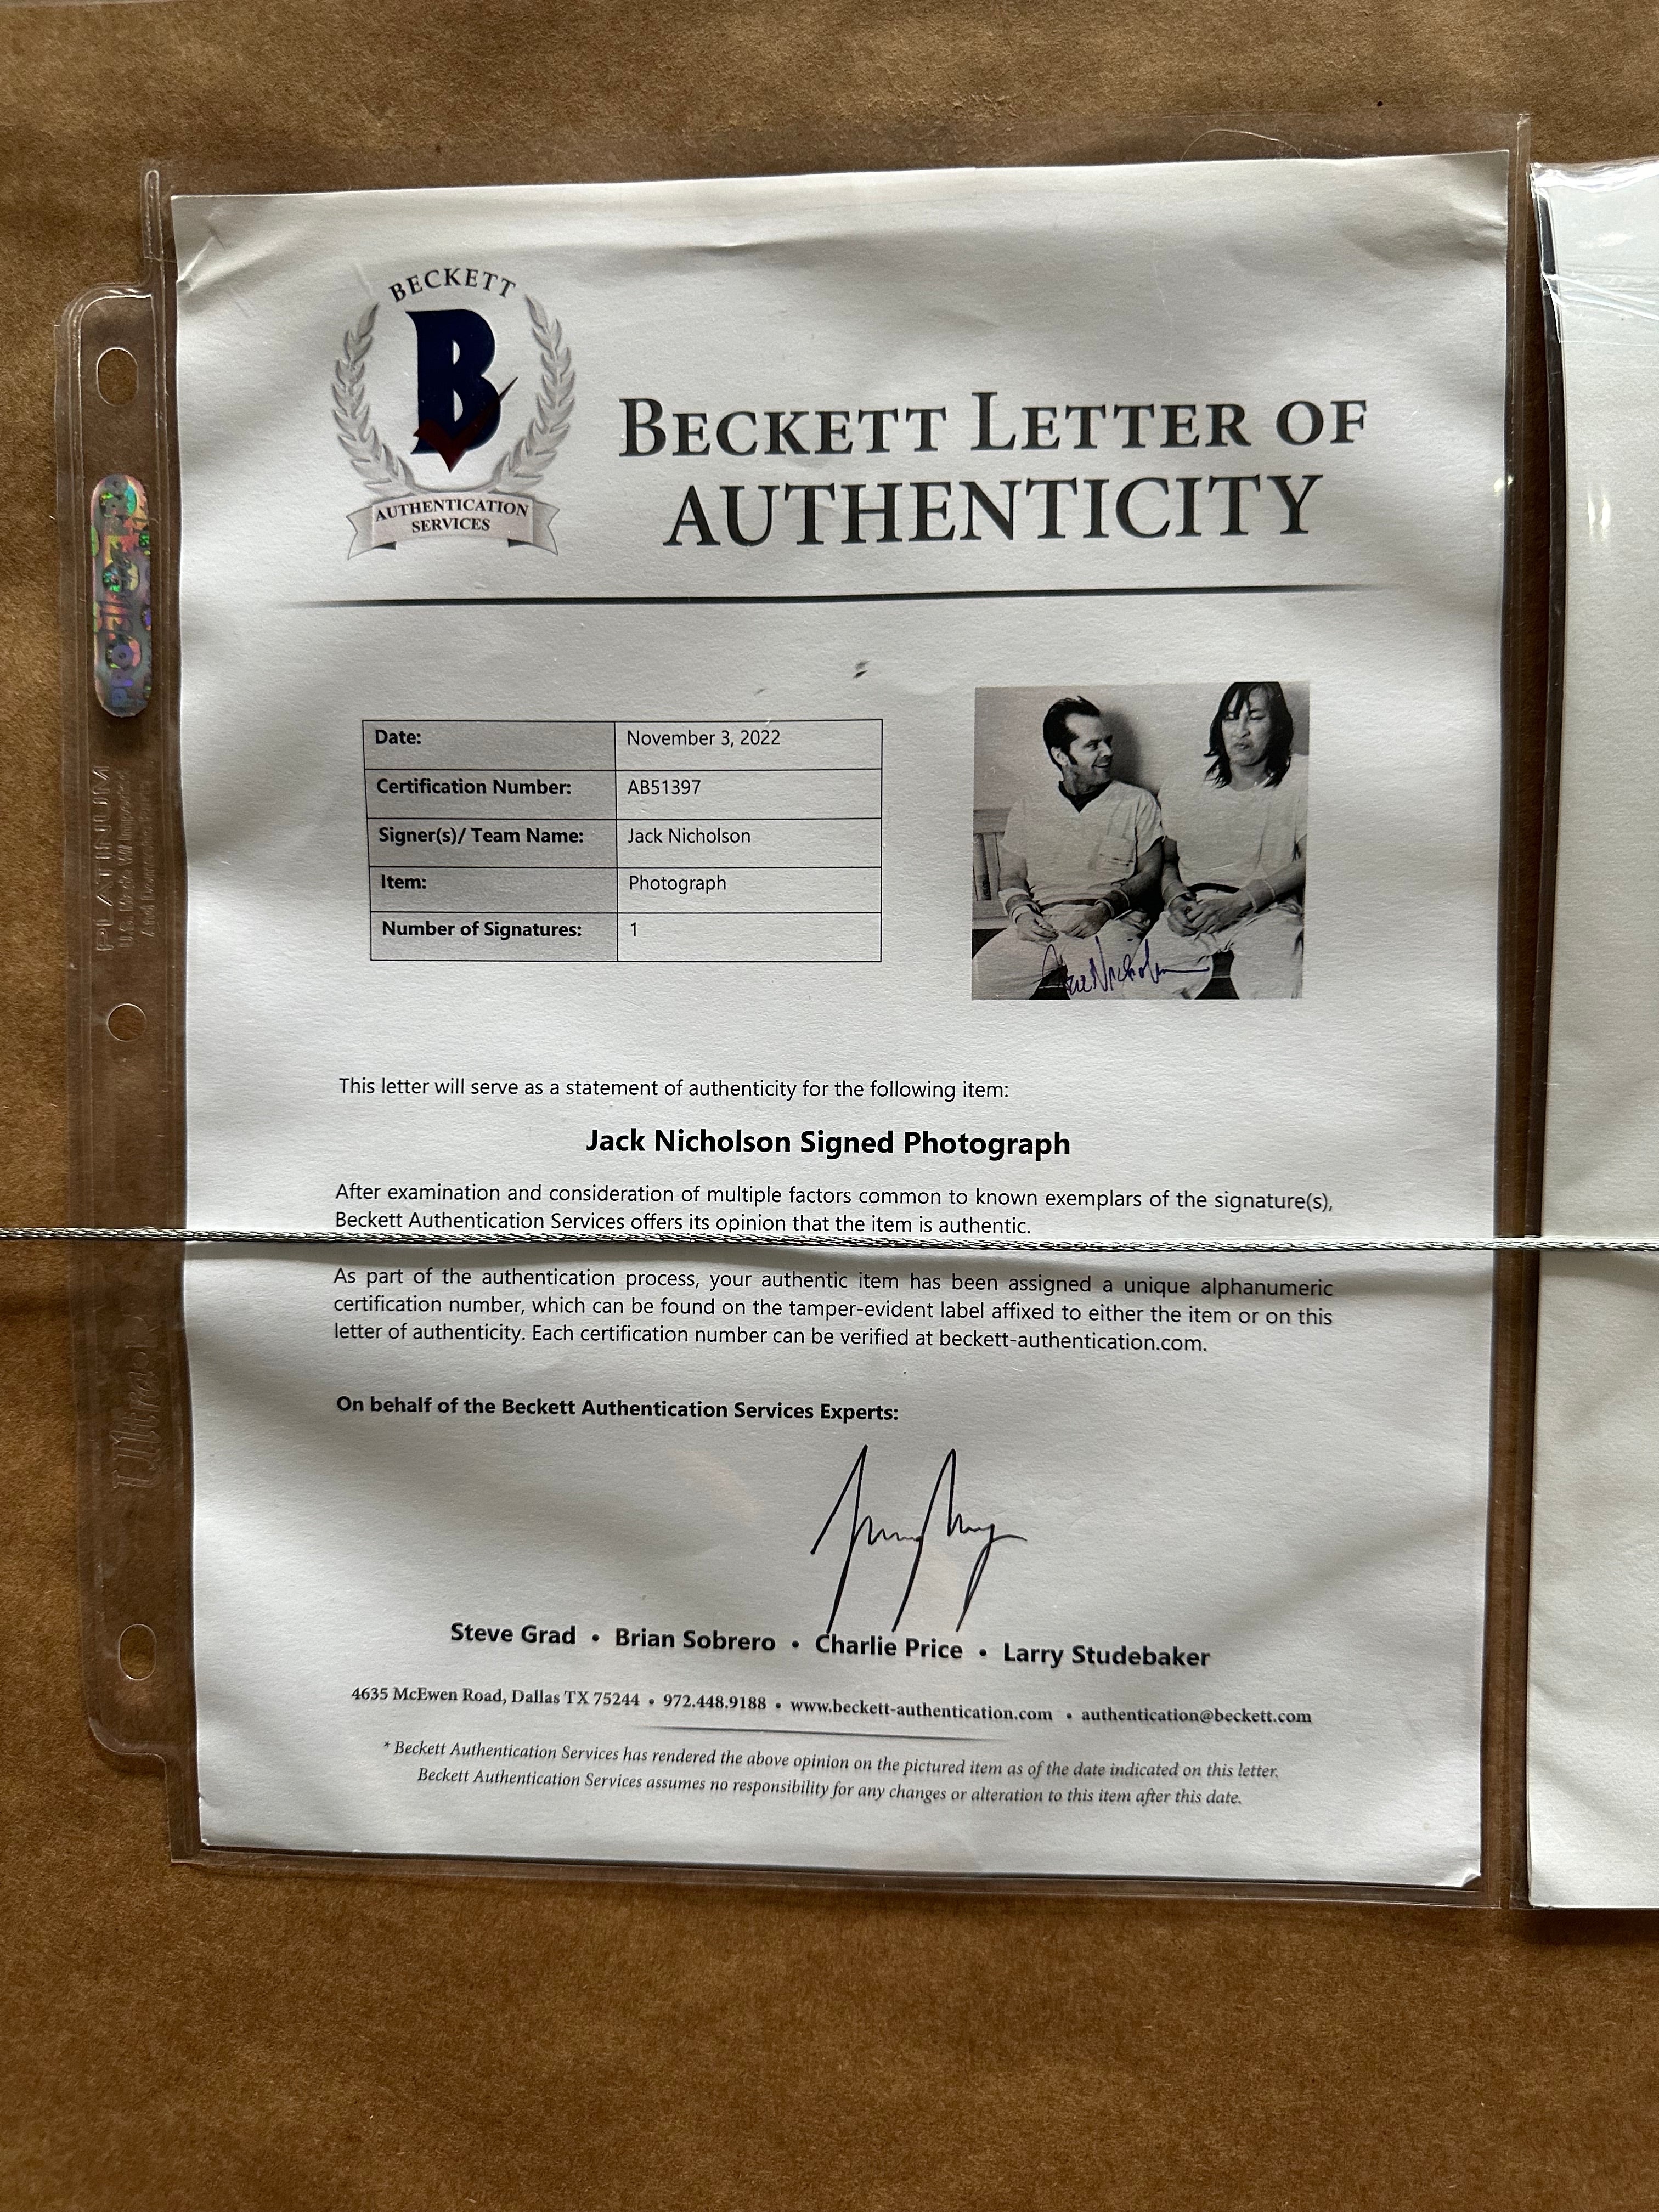 BECKETT
B
AUTHENTICATION
SERVICES
BECKETT LETTER OF
AUTHENTICITY
Date: November 3, 2022
Certification Number: AB51397
Signer(s)/ Team Name: Jack Nicholson
Item: Photograph
Number of Signatures: 1
Jack Nicholson
This letter will serve as a statement of authenticity for the following item:
Jack Nicholson Signed Photograph
After examination and consideration of multiple factors common to known exemplars of the signature(s),
Beckett Authentication Services offers its opinion that the item is authentic.
As part of the authentication process, your authentic item has been assigned a unique alphanumeric
certification number, which can be found on the tamper-evident label affixed to either the item or on this
letter of authenticity. Each certification number can be verified at beckett-authentication.com.
On behalf of the Beckett Authentication Services Experts:
Steve Grad • Brian Sobrero • Charlie Price • Larry Studebaker
4635 McEwen Road, Dallas TX 75244 • 972.448.9188 • www.beckett-authentication.com • authentication@beckett.com
* Beckett Authentication Services has rendered the above opinion on the pictured item as of the date indicated on this letter.
Beckett Authentication Services assumes no responsibility for any changes or alteration to this item after this date.
PLATINUM
Ultra